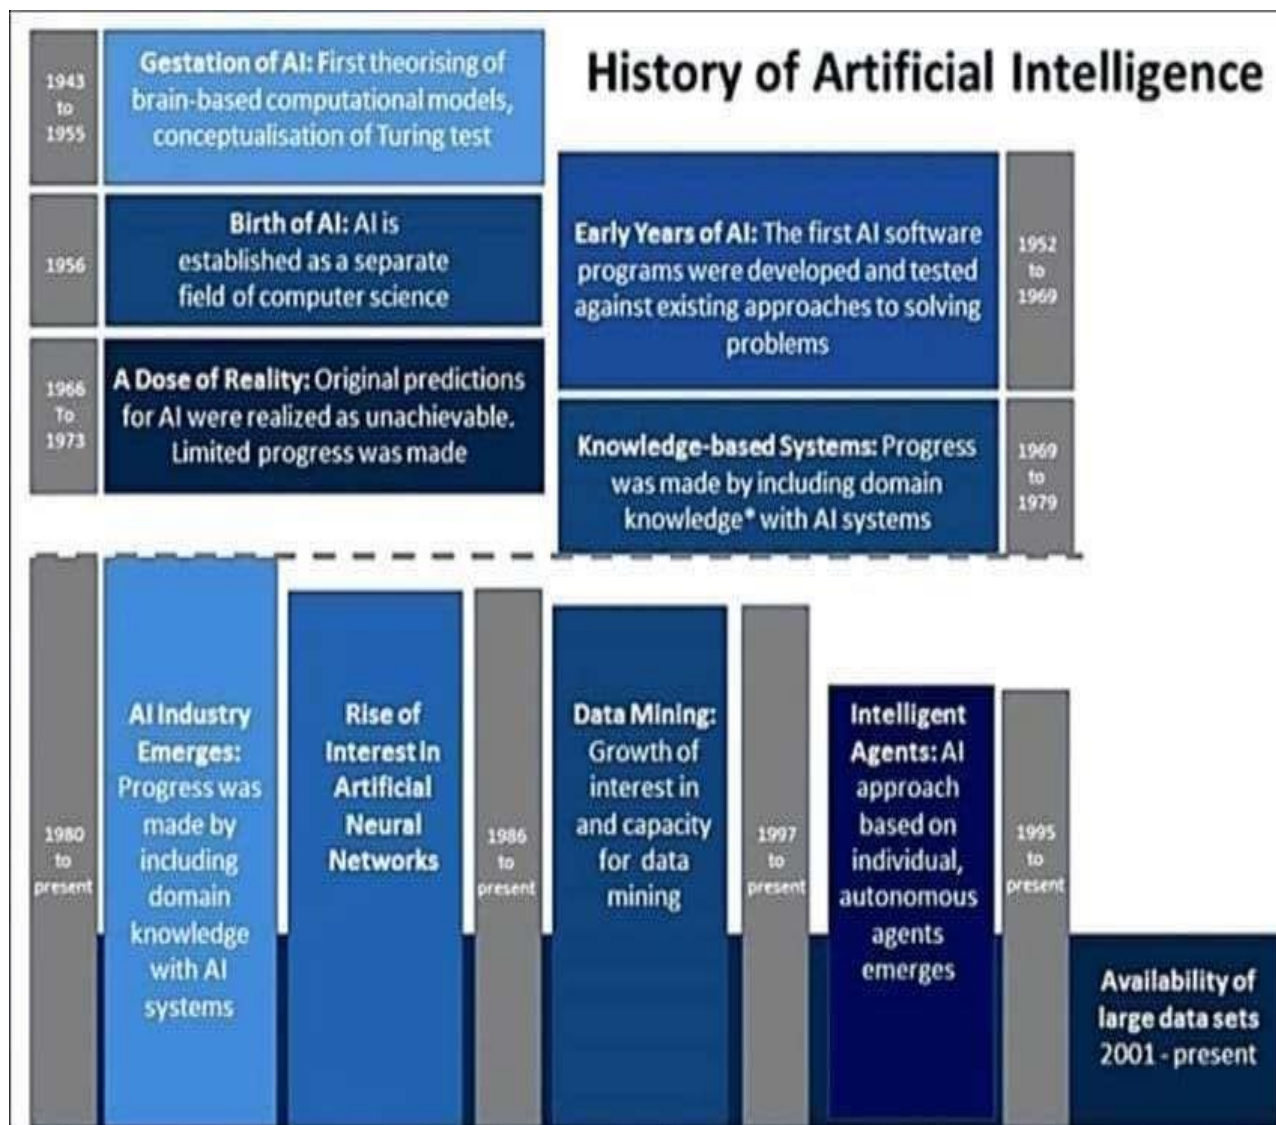 History of Artificial Intelligence
1943
to
1955
Gestation of AI: First theorising of
brain-based computational models,
conceptualisation of Turing test
1956
Birth of AI: AI is
established as a separate
field of computer science
Early Years of AI: The first AI software
programs were developed and tested
against existing approaches to solving
problems
1952
to
1969
1966
To
1973
A Dose of Reality: Original predictions
for AI were realized as unachievable.
Limited progress was made
Knowledge-based Systems: Progress
was made by including domain
knowledge* with AI systems
1969
to
1979
1980
to
present
AI Industry
Emerges:
Progress was
made by
including
domain
knowledge
with AI
systems
Rise of
Interest in
Artificial
Neural
Networks
1986
to
present
Data Mining:
Growth of
interest in
and capacity
for data
mining
1997
to
present
Intelligent
Agents: AI
approach
based on
individual,
autonomous
agents
emerges
1995
to
present
Availability of
large data sets
2001 - present